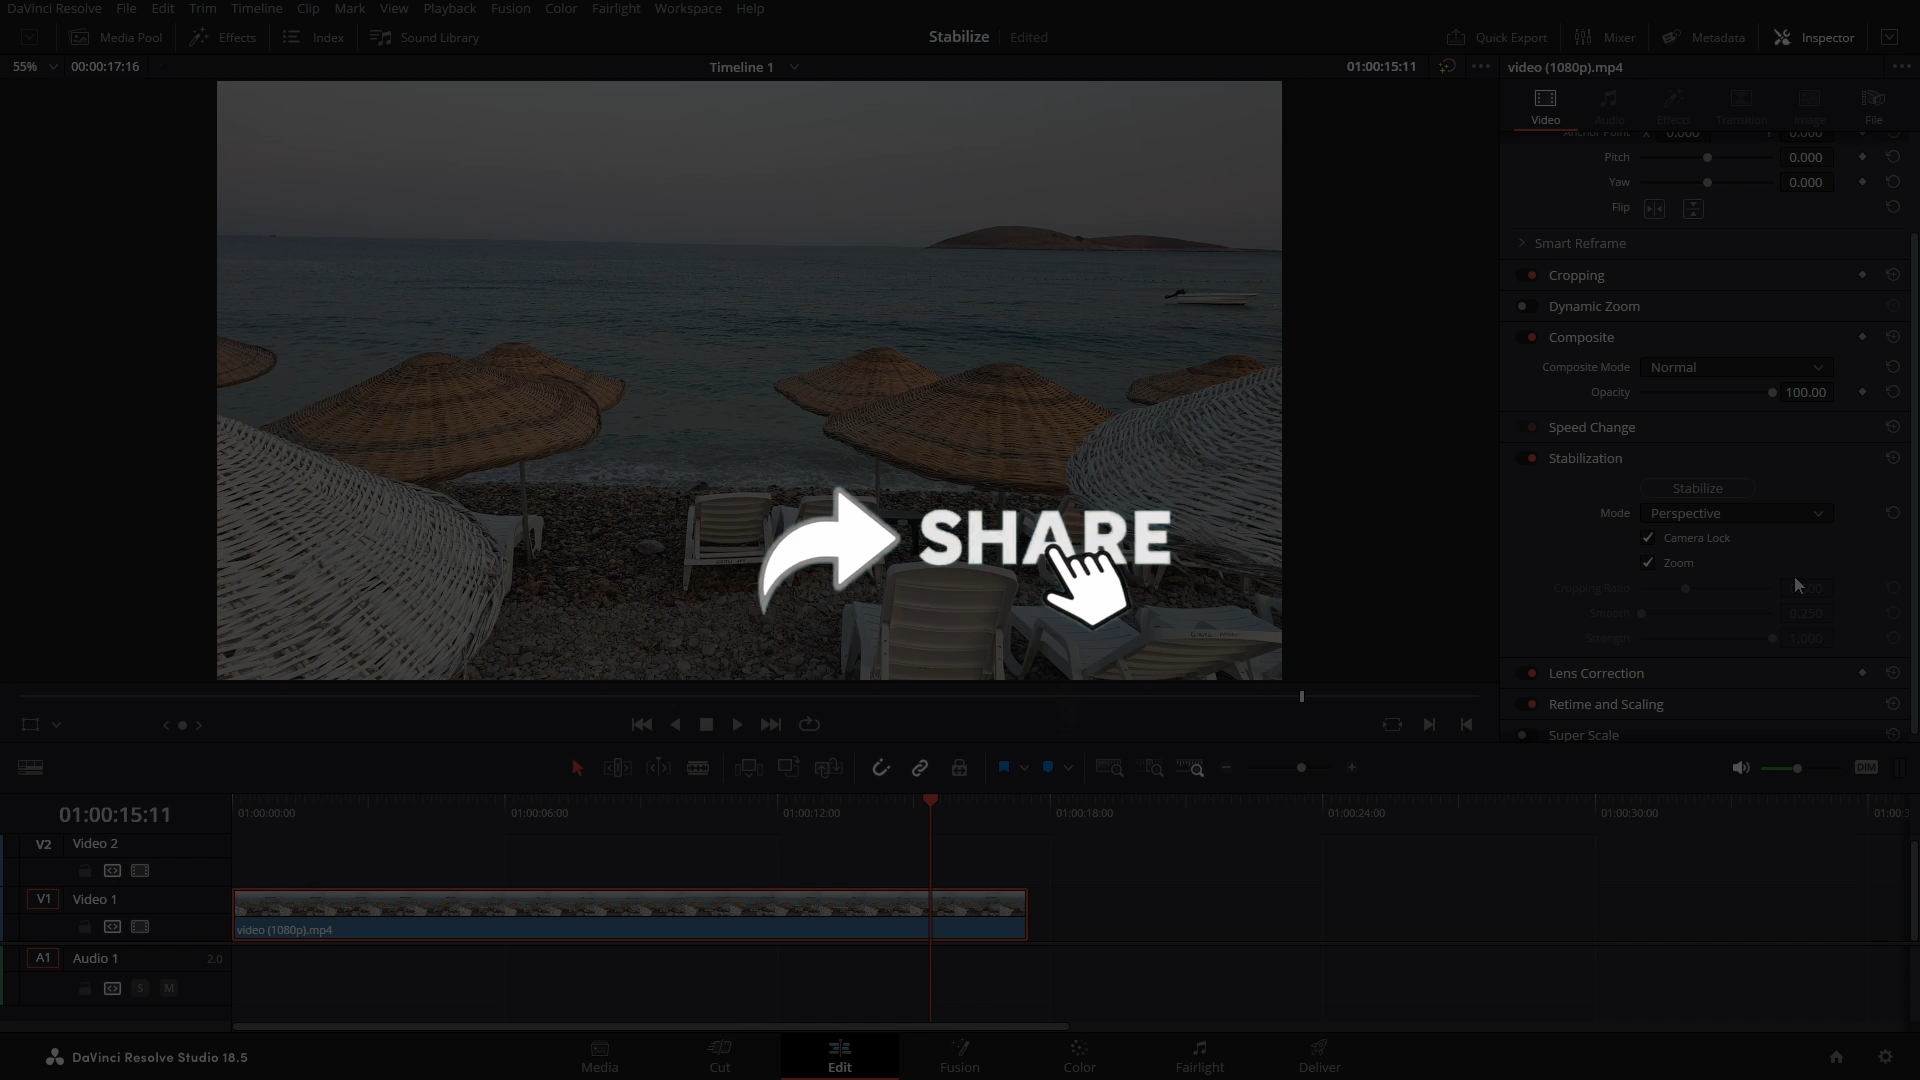 DaVinci Resolve File Edit Trim Timeline Clip Mark View Playback Fusion Color Fairlight Workspace Help
Media Pool Effects Index Sound Library Stabilize Edited Quick Export Mixer Metadata Inspector
55% 00:00:17:16 Timeline 1 01:00:15:11 video (1080p).mp4
Video Audio Effects Transition Image File
Anchor Point X 0.000 Y 0.000
Pitch 0.000
Yaw 0.000
Flip
Smart Reframe
Cropping
Dynamic Zoom
Composite
Composite Mode Normal
Opacity 100.00
Speed Change
Stabilization
Stabilize
Mode Perspective
Camera Lock
Zoom
Cropping Ratio
Smooth 0.250
Strength 1.000
Lens Correction
Retime and Scaling
Super Scale
SHARE
DIM
01:00:15:11 01:00:00:00 01:00:06:00 01:00:12:00 01:00:18:00 01:00:24:00 01:00:30:00
V2 Video 2
V1 Video 1
video (1080p).mp4
A1 Audio 1 2.0
S M
DaVinci Resolve Studio 18.5
Media Cut Edit Fusion Color Fairlight Deliver